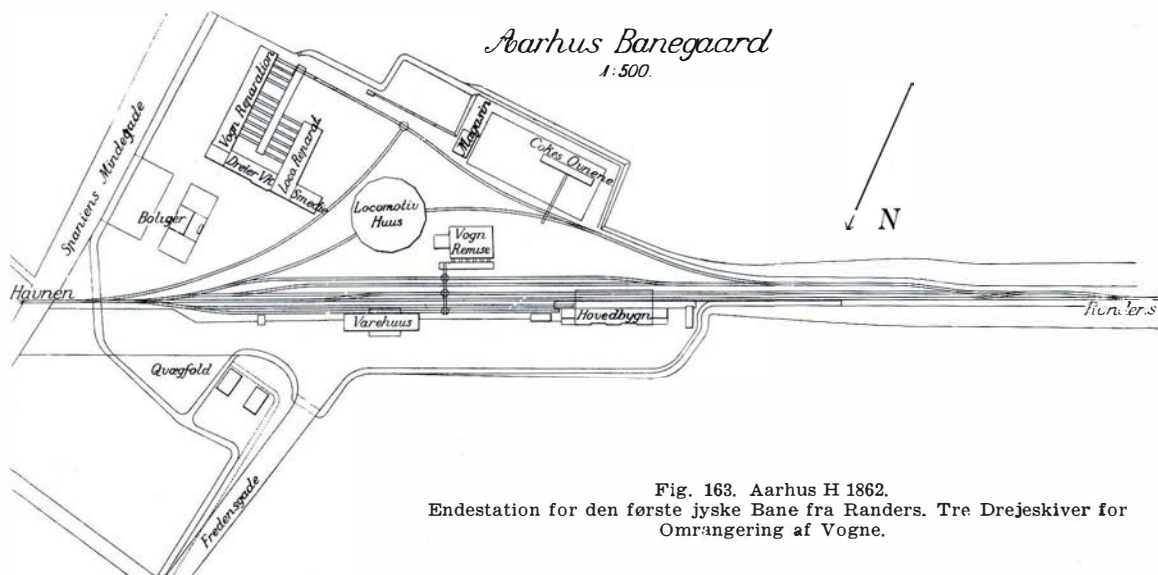 Aarhus Banegaard
1:500.
Spaniens Mindegade
Vogn Reparation
Dreier Vk
Loco. Reparat.
Smedie
Boliger
Locomotiv
Huus
Magasin
Cokes Ovnene
Vogn
Remise
N
Havnen
Varehuus
Hovedbygn.
Randers
Qvægfold
Fredensgade
Fig. 163. Aarhus H 1862.
Endestation for den første jyske Bane fra Randers. Tre Drejeskiver for
Omrangering af Vogne.